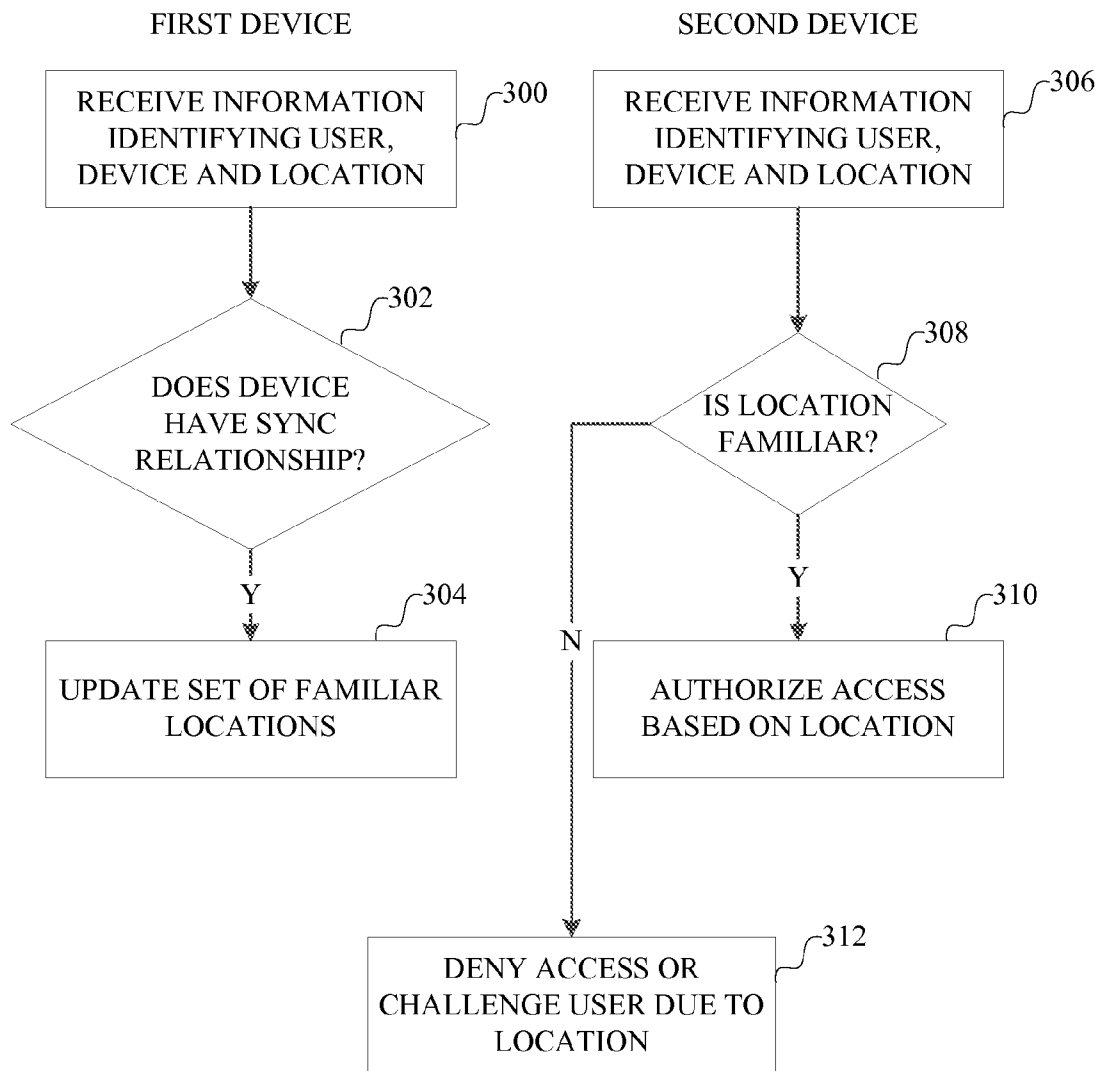 FIRST DEVICE
RECEIVE INFORMATION
IDENTIFYING USER,
DEVICE AND LOCATION
300
DOES DEVICE
HAVE SYNC
RELATIONSHIP?
302
Y
UPDATE SET OF FAMILIAR
LOCATIONS
304
SECOND DEVICE
RECEIVE INFORMATION
IDENTIFYING USER,
DEVICE AND LOCATION
306
IS LOCATION
FAMILIAR?
308
Y
N
AUTHORIZE ACCESS
BASED ON LOCATION
310
DENY ACCESS OR
CHALLENGE USER DUE TO
LOCATION
312